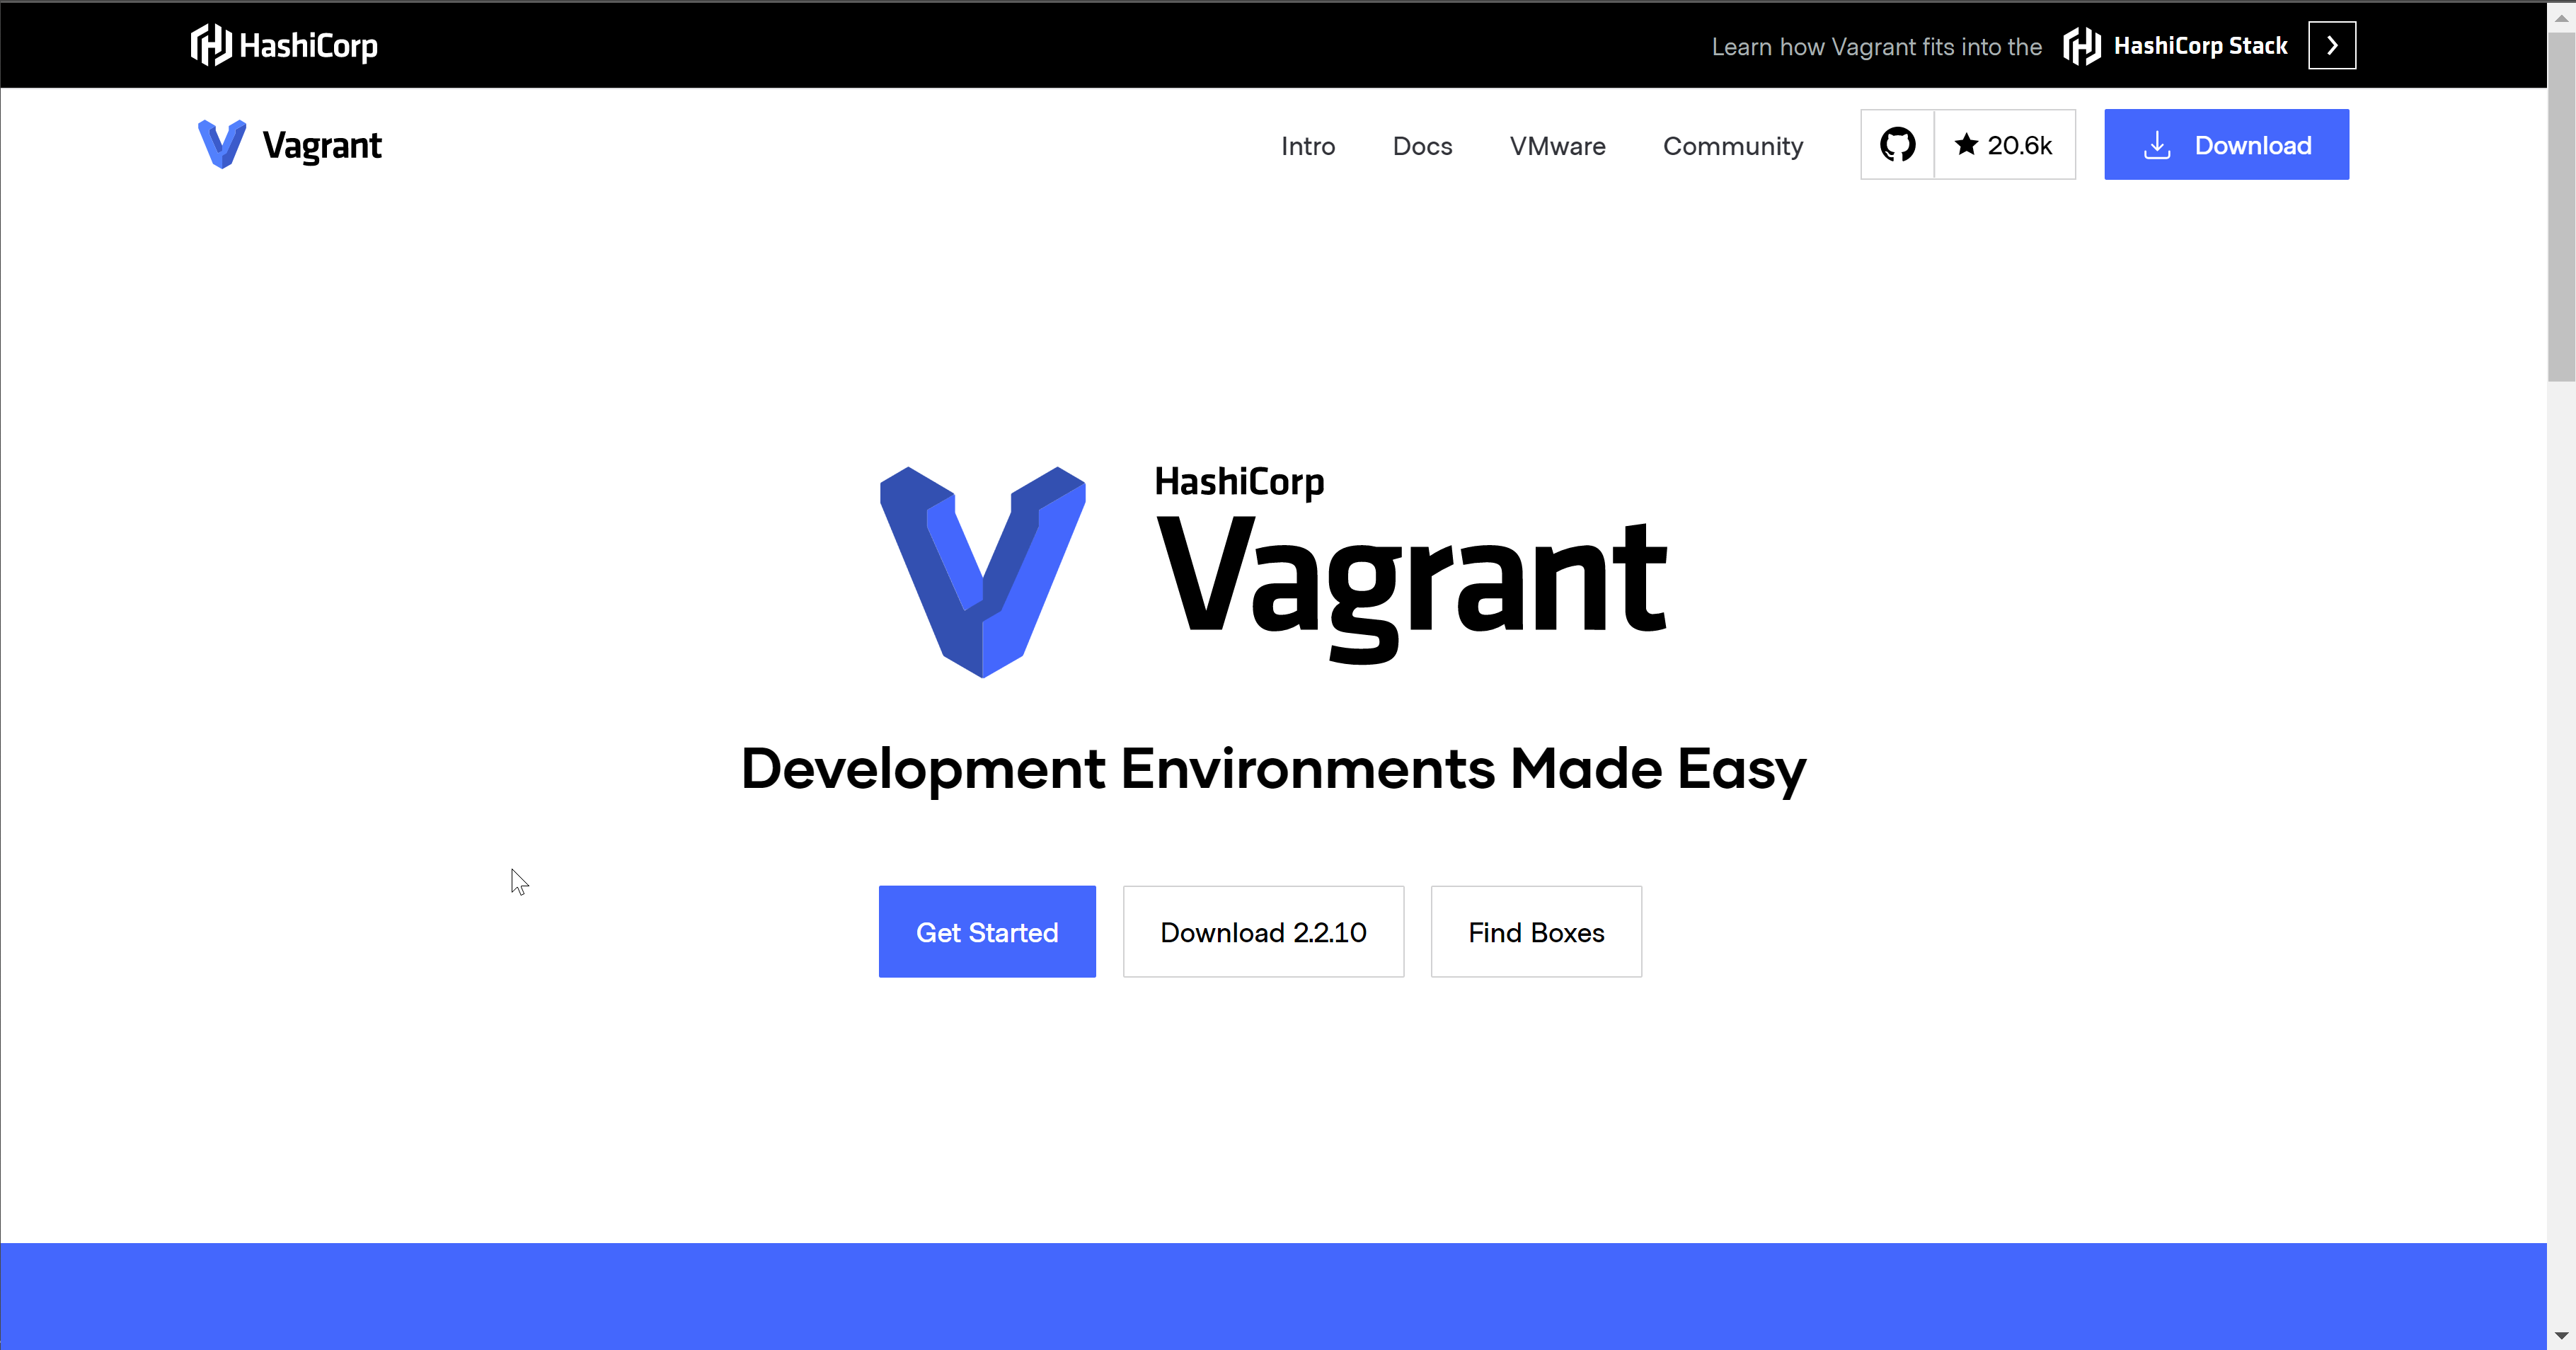 HashiCorp
Learn how Vagrant fits into the HashiCorp Stack
Vagrant
Intro Docs VMware Community 20.6k Download
HashiCorp
Vagrant
Development Environments Made Easy
Get Started Download 2.2.10 Find Boxes